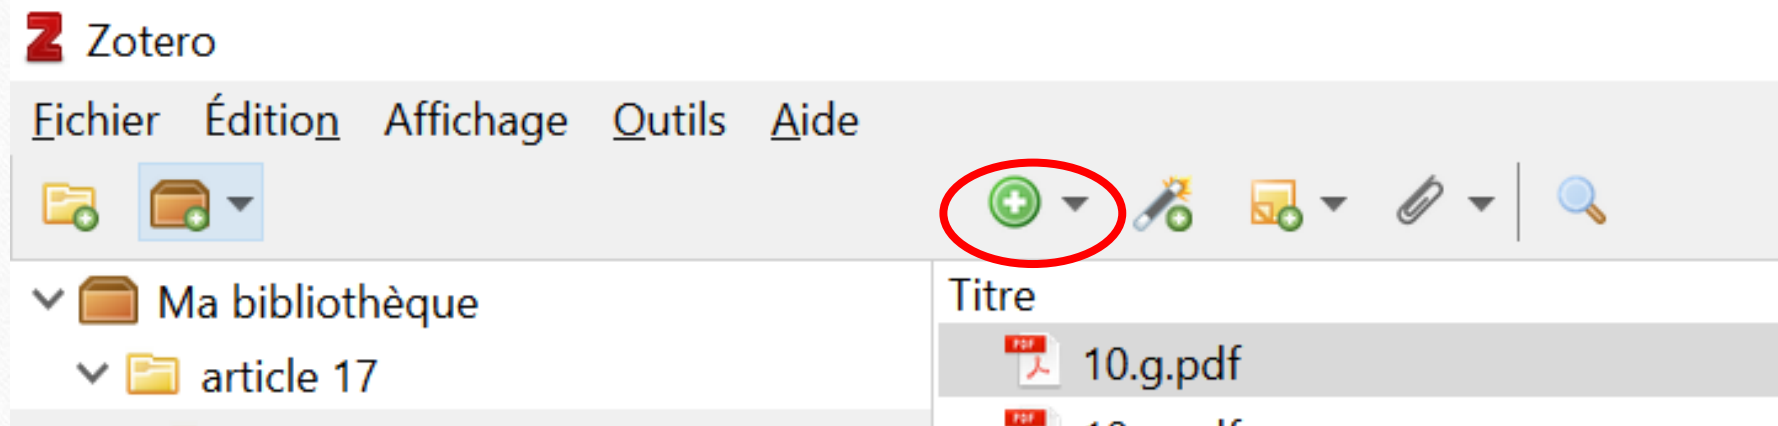 Zotero
Fichier Édition Affichage Outils Aide
Ma bibliothèque
Titre
article 17
10.g.pdf